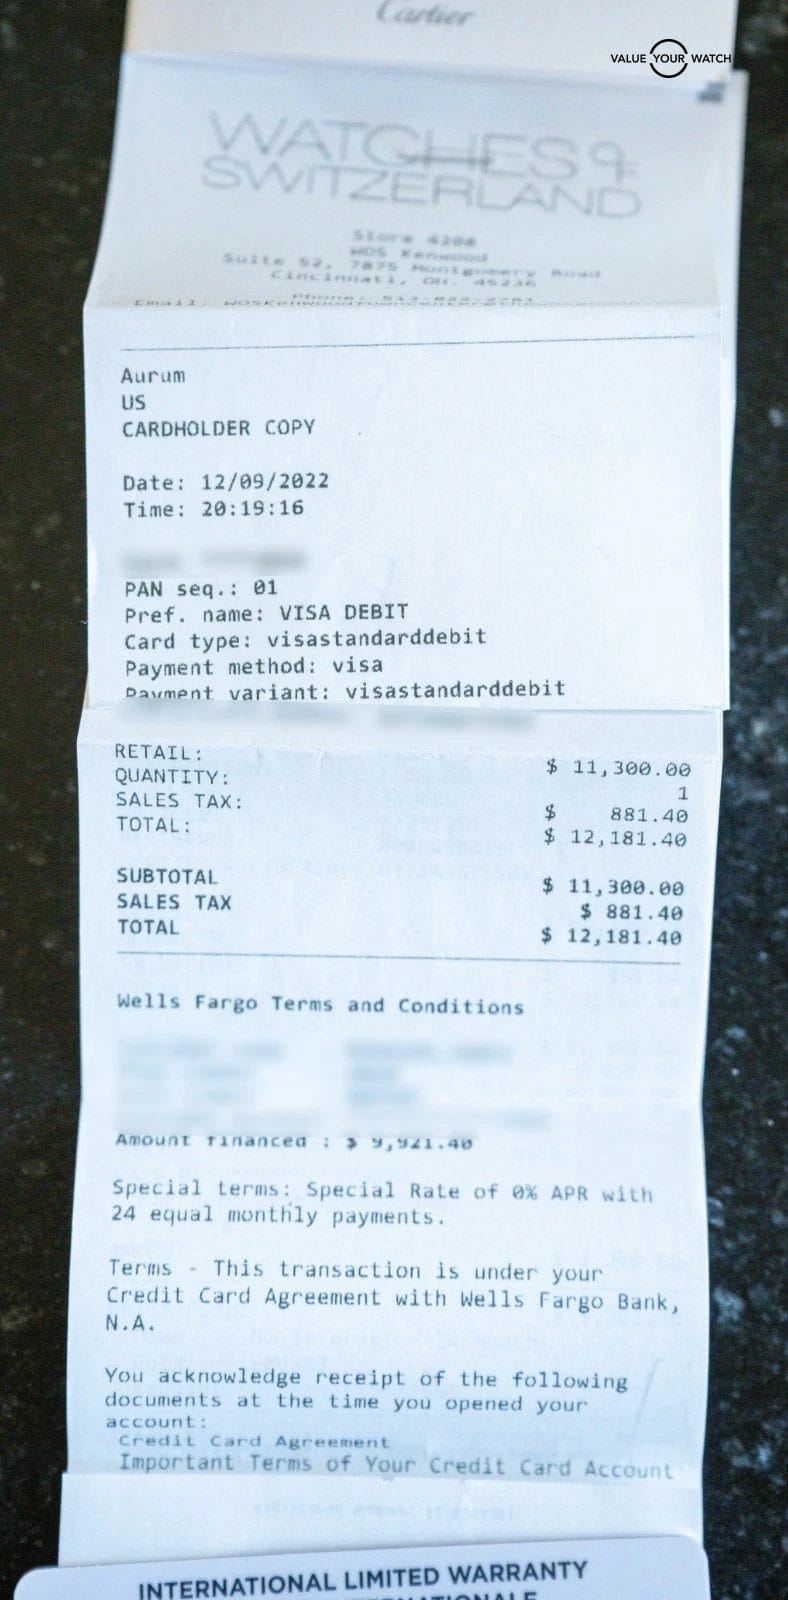 Cartier
VALUE YOUR WATCH
WATCHES OF
SWITZERLAND
Store 4208
WOS Kenwood
Suite 52, 7875 Montgomery Road
Cincinnati, OH. 45236
Phone: 513-822-2781
Email:
Aurum
US
CARDHOLDER COPY
Date: 12/09/2022
Time: 20:19:16
PAN seq.: 01
Pref. name: VISA DEBIT
Card type: visastandarddebit
Payment method: visa
Payment variant: visastandarddebit
RETAIL: $ 11,300.00
QUANTITY: 1
SALES TAX: $ 881.40
TOTAL: $ 12,181.40
SUBTOTAL $ 11,300.00
SALES TAX $ 881.40
TOTAL $ 12,181.40
Wells Fargo Terms and Conditions
Amount financed : $ 9,921.40
Special terms: Special Rate of 0% APR with
24 equal monthly payments.
Terms - This transaction is under your
Credit Card Agreement with Wells Fargo Bank,
N.A.
You acknowledge receipt of the following
documents at the time you opened your
account:
Credit Card Agreement
Important Terms of Your Credit Card Account
INTERNATIONAL LIMITED WARRANTY